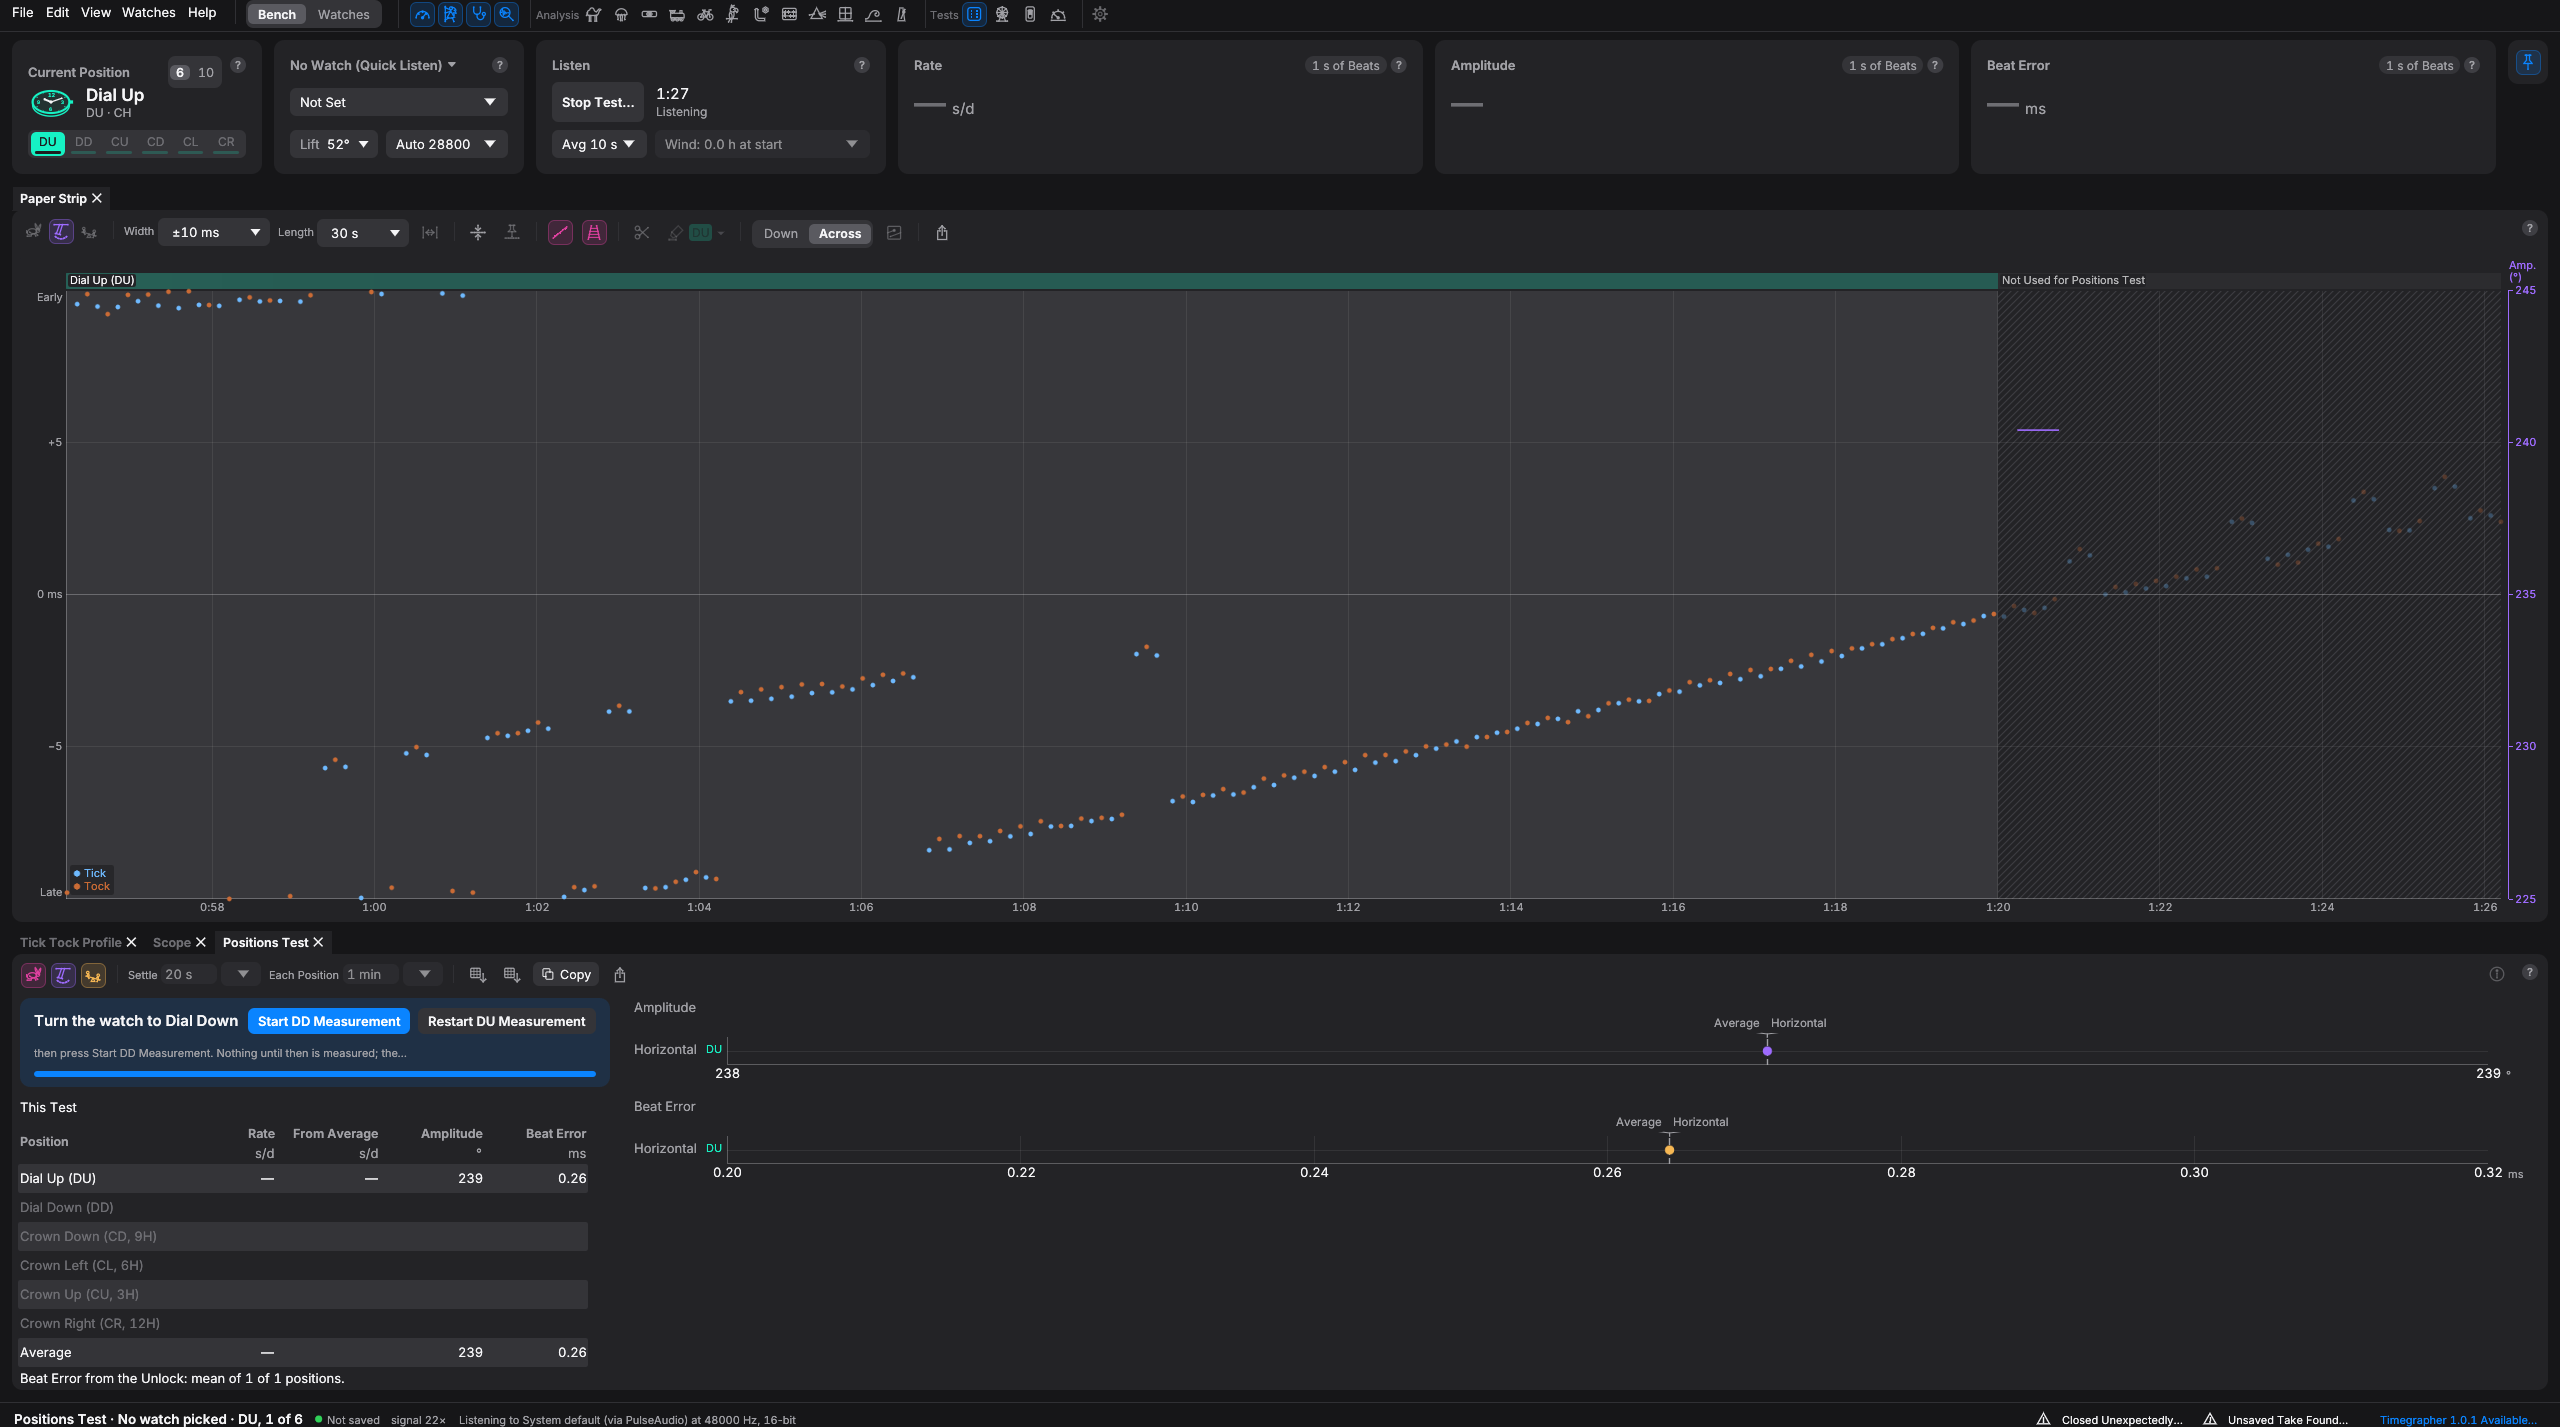 File Edit View Watches Help Bench Watches Analysis Tests
Current Position 6 10 ?
Dial Up
DU · CH
DU DD CU CD CL CR
No Watch (Quick Listen) ?
Not Set
Lift 52° Auto 28800
Listen ?
Stop Test... 1:27
Listening
Avg 10 s Wind: 0.0 h at start
Rate 1 s of Beats ?
s/d
Amplitude 1 s of Beats ?
Beat Error 1 s of Beats ?
ms
Paper Strip
Width ±10 ms Length 30 s DU Down Across ?
Dial Up (DU) Not Used for Positions Test
Amp.
(°)
Early 245
+5 240
0 ms 235
−5 230
Tick
Tock
Late 225
0:58 1:00 1:02 1:04 1:06 1:08 1:10 1:12 1:14 1:16 1:18 1:20 1:22 1:24 1:26
Tick Tock Profile Scope Positions Test
Settle 20 s Each Position 1 min Copy ?
Turn the watch to Dial Down Start DD Measurement Restart DU Measurement
then press Start DD Measurement. Nothing until then is measured; the...
This Test
Position Rate From Average Amplitude Beat Error
s/d s/d ° ms
Dial Up (DU) — — 239 0.26
Dial Down (DD)
Crown Down (CD, 9H)
Crown Left (CL, 6H)
Crown Up (CU, 3H)
Crown Right (CR, 12H)
Average — 239 0.26
Beat Error from the Unlock: mean of 1 of 1 positions.
Amplitude
Average Horizontal
Horizontal DU
238 239 °
Beat Error
Average Horizontal
Horizontal DU
0.20 0.22 0.24 0.26 0.28 0.30 0.32 ms
Positions Test · No watch picked · DU, 1 of 6 Not saved signal 22× Listening to System default (via PulseAudio) at 48000 Hz, 16-bit Closed Unexpectedly... Unsaved Take Found... Timegrapher 1.0.1 Available...